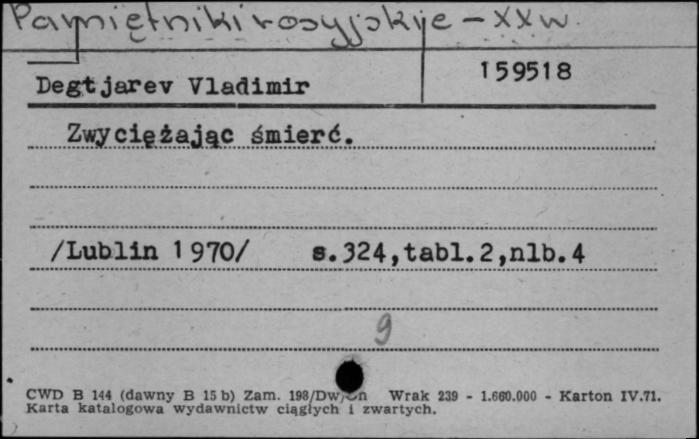 Pamiętniki rosyjskie - XX w.
Degtjarev Vladimir 159518
Zwyciężając śmierć.
/Lublin 1970/ s.324,tabl.2,nlb.4
9
CWD B 144 (dawny B 15 b) Zam. 198/Dw/ Wrak 239 - 1.660.000 - Karton IV.71.
Karta katalogowa wydawnictw ciągłych i zwartych.